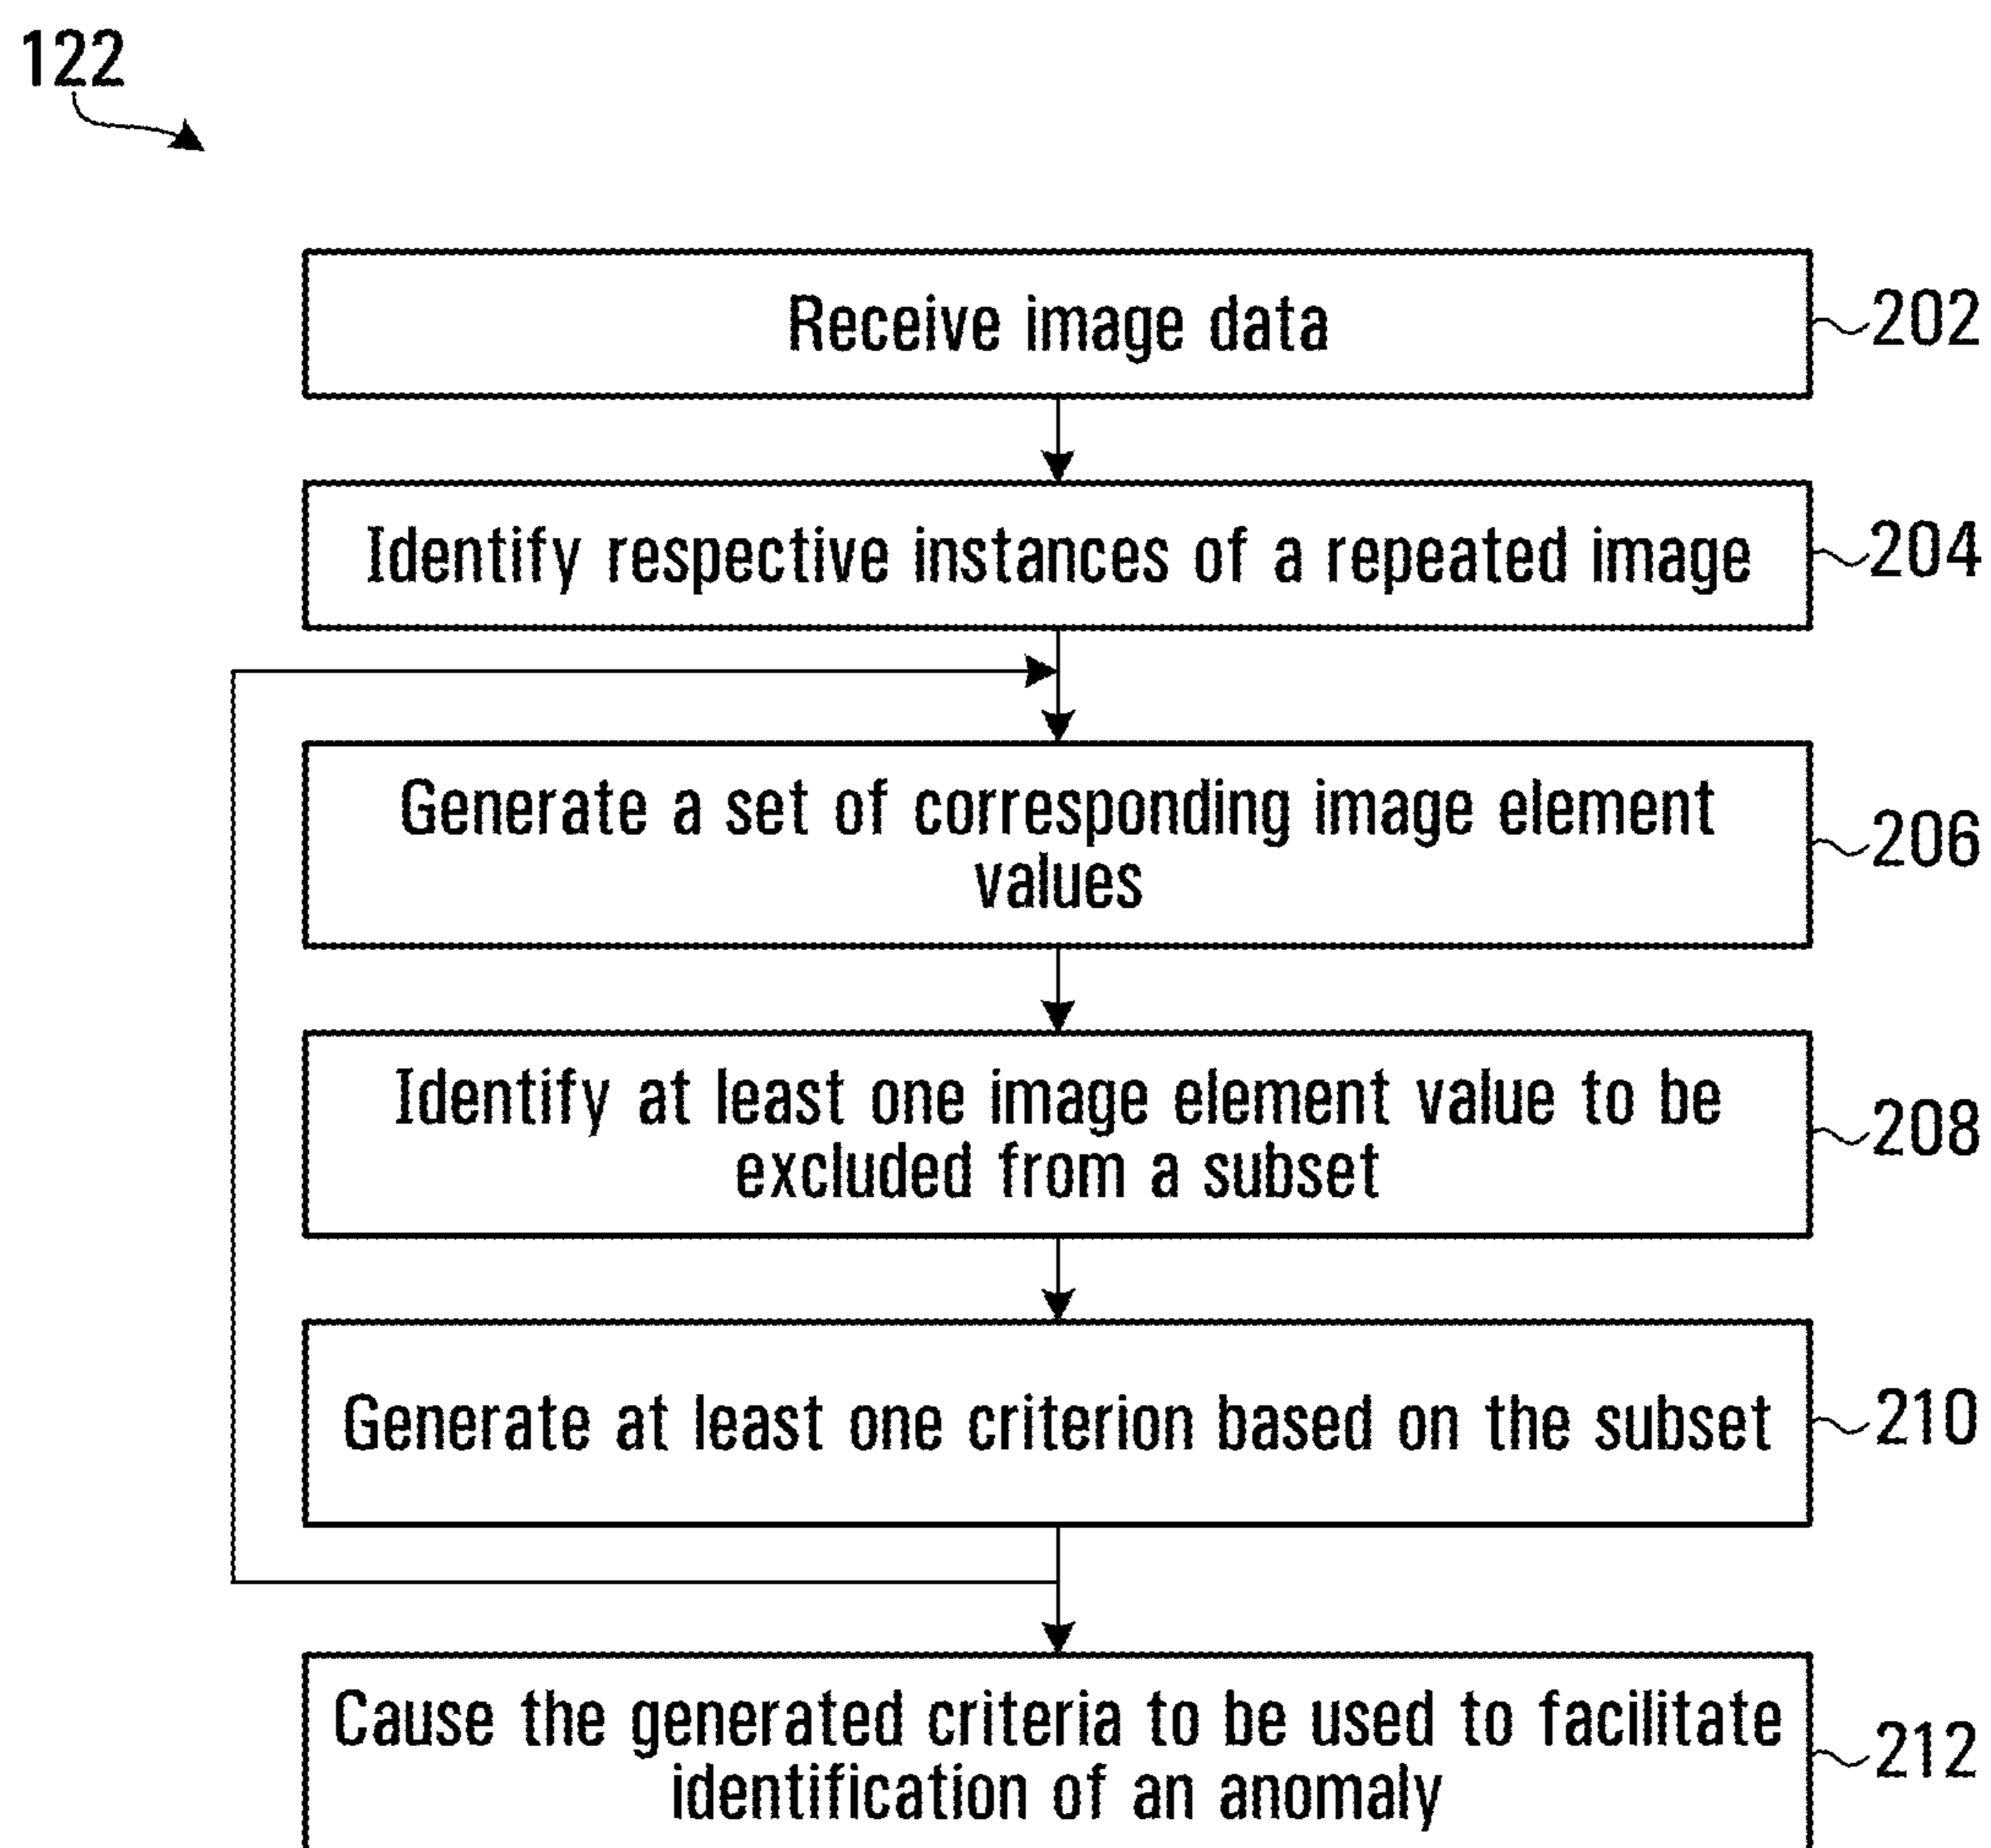 122
Receive image data
202
Identify respective instances of a repeated image
204
Generate a set of corresponding image element
values
206
Identify at least one image element value to be
excluded from a subset
208
Generate at least one criterion based on the subset
210
Cause the generated criteria to be used to facilitate
identification of an anomaly
212